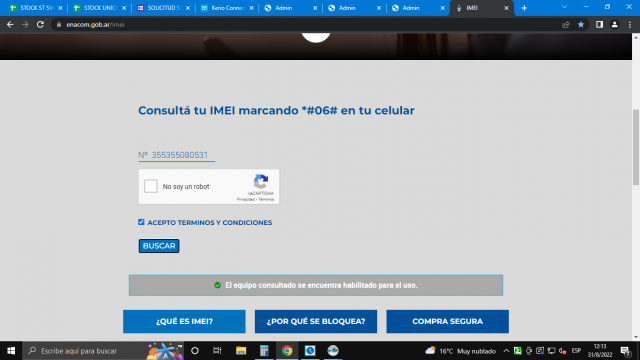 STOCK ST SW
STOCK UNIC
SOLICITUD S
Kerio Conne
Admin
Admin
Admin
IMEI
enacom.gob.ar/imei
Consultá tu IMEI marcando *#06# en tu celular
Nº 355355080531
No soy un robot
reCAPTCHA
Privacidad - Términos
ACEPTO TERMINOS Y CONDICIONES
BUSCAR
El equipo consultado se encuentra habilitado para el uso.
¿QUÉ ES IMEI?
¿POR QUÉ SE BLOQUEA?
COMPRA SEGURA
Escribe aquí para buscar
16°C Muy nublado
ESP
12:13
31/8/2022